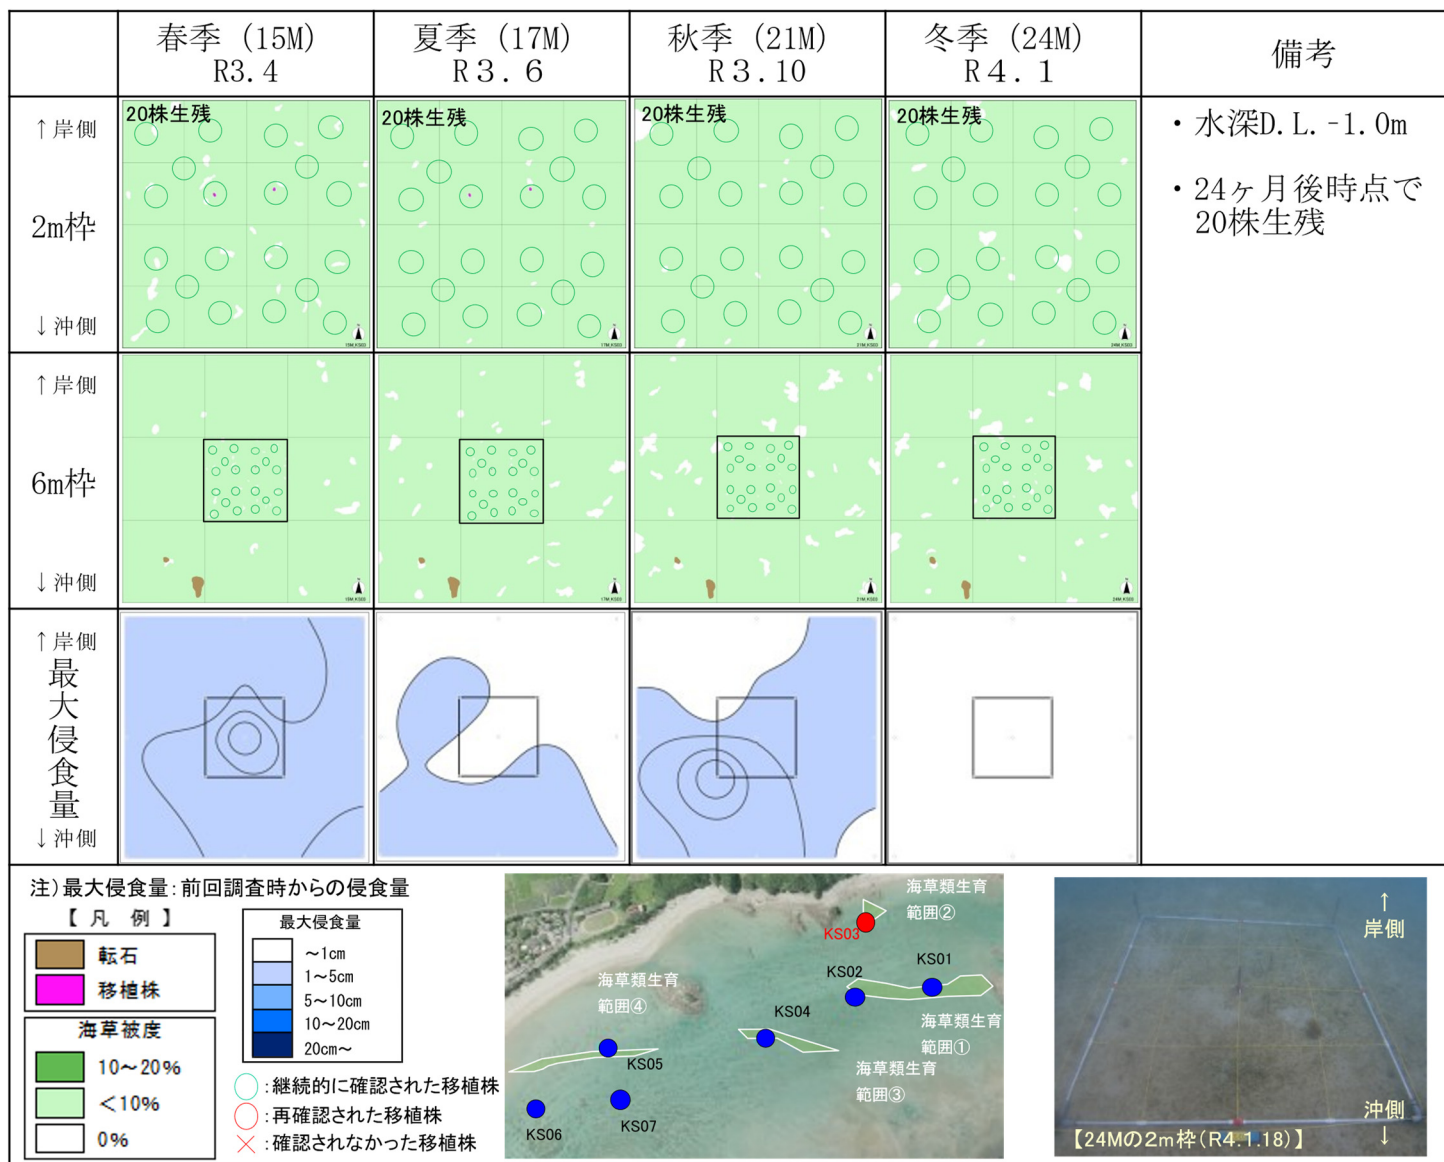 春季 (15M)
R3.4
夏季 (17M)
R３．６
秋季 (21M)
R３.10
冬季 (24M)
R４．１
備考
↑岸側
2m枠
↓沖側
20株生残
15M_KS03
20株生残
17M_KS03
20株生残
21M_KS03
20株生残
24M_KS03
・水深D.L.-1.0m
・24ヶ月後時点で
20株生残
↑岸側
6m枠
↓沖側
15M_KS03
17M_KS03
21M_KS03
24M_KS03
↑岸側
最大侵食量
↓沖側
注）最大侵食量：前回調査時からの侵食量
【 凡 例 】
転石
移植株
海草被度
10～20%
＜10%
0%
最大侵食量
～1cm
1～5cm
5～10cm
10～20cm
20cm～
○：継続的に確認された移植株
○：再確認された移植株
×：確認されなかった移植株
海草類生育
範囲②
KS03
KS02
KS01
海草類生育
範囲④
KS04
海草類生育
範囲①
KS05
海草類生育
範囲③
KS06
KS07
↑
岸側
沖側
↓
【24Mの2m枠(R4.1.18)】